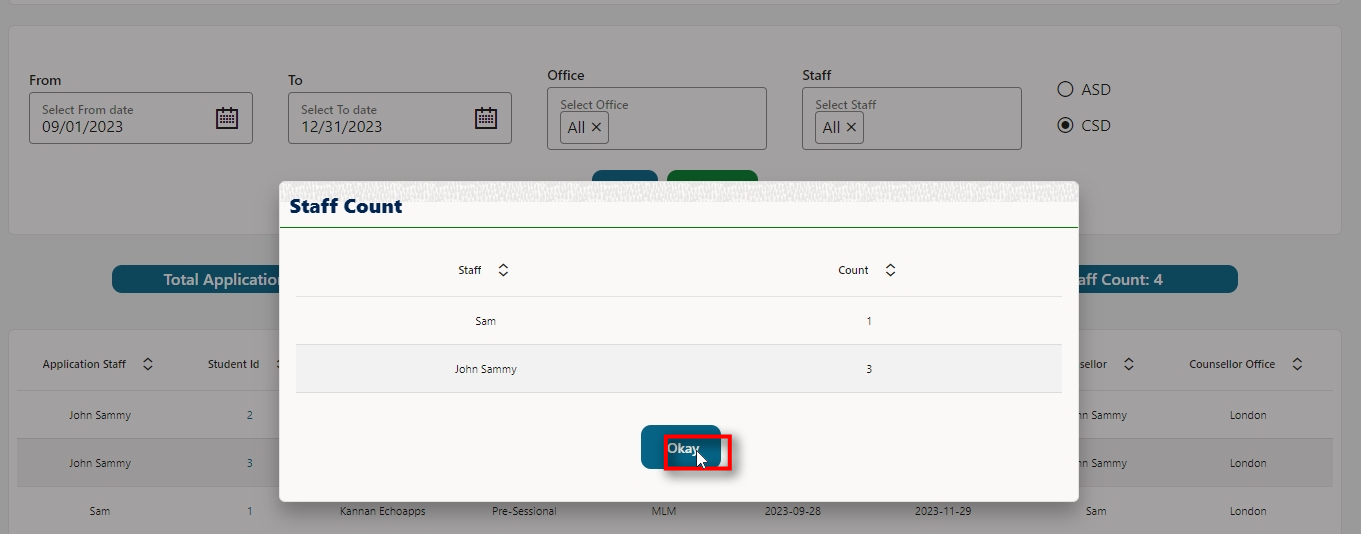 From
To
Office
Staff
Select From date
09/01/2023
Select To date
12/31/2023
Select Office
All ×
Select Staff
All ×
ASD
CSD
Staff Count
Total
Count: 4
Staff
Count
Sam
1
John Sammy
3
Okay
Application Staff
Student Id
Counsellor Office
John Sammy
2
Sammy
London
John Sammy
3
Sammy
London
Sam
1
Kannan Echoapps
Pre-Sessional
MLM
2023-09-28
2023-11-29
Sam
London